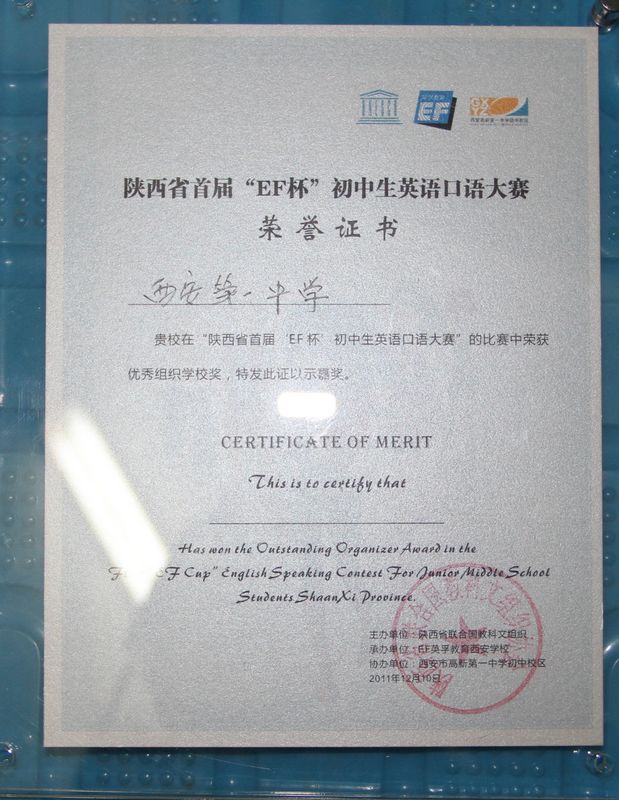 UNESCO
EF
GXYZ
陕西省首届“EF杯”初中生英语口语大赛
荣誉证书
西安第一中学
贵校在“陕西省首届‘EF杯’初中生英语口语大赛”的比赛中荣获
优秀组织学校奖，特发此证以示嘉奖。
CERTIFICATE OF MERIT
This is to certify that
Has won the Outstanding Organizer Award in the
EF Cup" English Speaking Contest For Junior Middle School
Students ShaanXi Province.
主办单位：陕西省联合国教科文组织
承办单位：EF英孚教育西安学校
协办单位：西安市高新第一中学初中校区
2011年12月10日